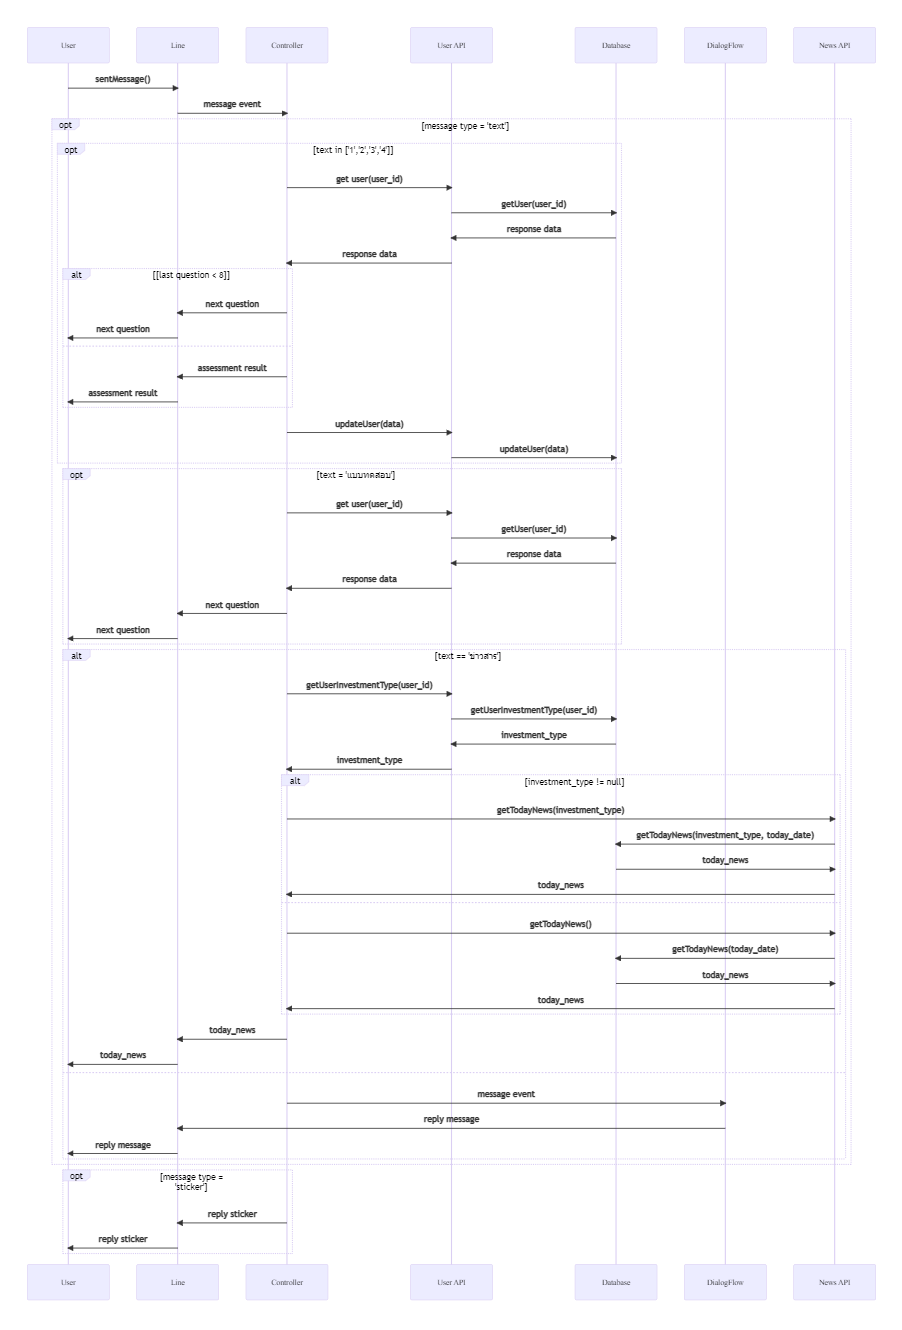 User
Line
Controller
User API
Database
DialogFlow
News API
sentMessage()
message event
opt
[message type = 'text']
opt
[text in ['1','2','3','4']]
get user(user_id)
getUser(user_id)
response data
response data
alt
[[last question < 8]]
next question
next question
assessment result
assessment result
updateUser(data)
updateUser(data)
opt
[text = 'แบบทดสอบ']
get user(user_id)
getUser(user_id)
response data
response data
next question
next question
alt
[text == 'ข่าวสาร']
getUserInvestmentType(user_id)
getUserInvestmentType(user_id)
investment_type
investment_type
alt
[investment_type != null]
getTodayNews(investment_type)
getTodayNews(investment_type, today_date)
today_news
today_news
getTodayNews()
getTodayNews(today_date)
today_news
today_news
today_news
today_news
message event
reply message
reply message
opt
[message type =
'sticker']
reply sticker
reply sticker
User
Line
Controller
User API
Database
DialogFlow
News API